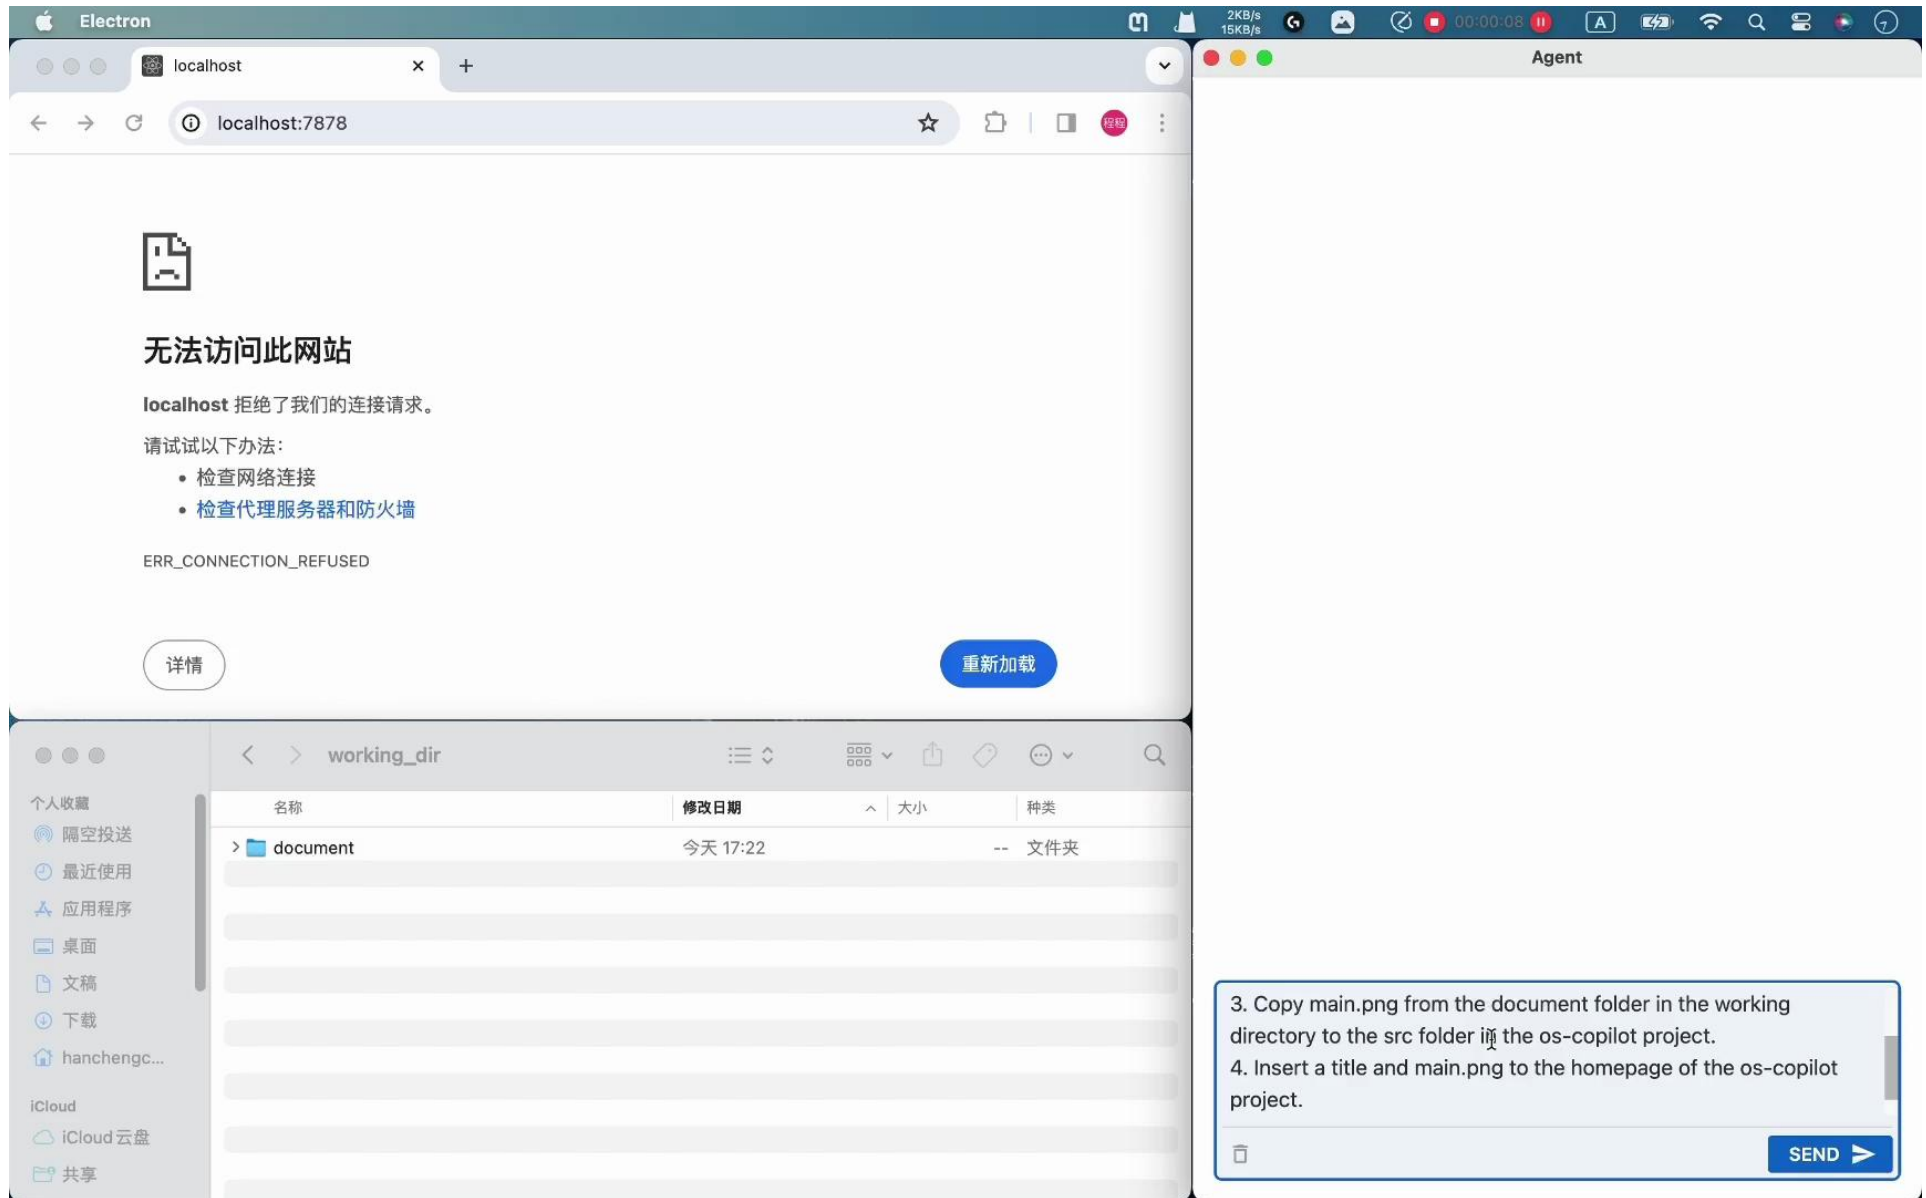 Electron
2KB/s
15KB/s
00:00:08
A
localhost
localhost:7878
程程
无法访问此网站
localhost 拒绝了我们的连接请求。
请试试以下办法：
检查网络连接
检查代理服务器和防火墙
ERR_CONNECTION_REFUSED
详情
重新加载
working_dir
个人收藏
隔空投送
最近使用
应用程序
桌面
文稿
下载
hanchengc...
iCloud
iCloud云盘
共享
名称
修改日期
大小
种类
document
今天 17:22
--
文件夹
Agent
3. Copy main.png from the document folder in the working
directory to the src folder in the os-copilot project.
4. Insert a title and main.png to the homepage of the os-copilot
project.
SEND